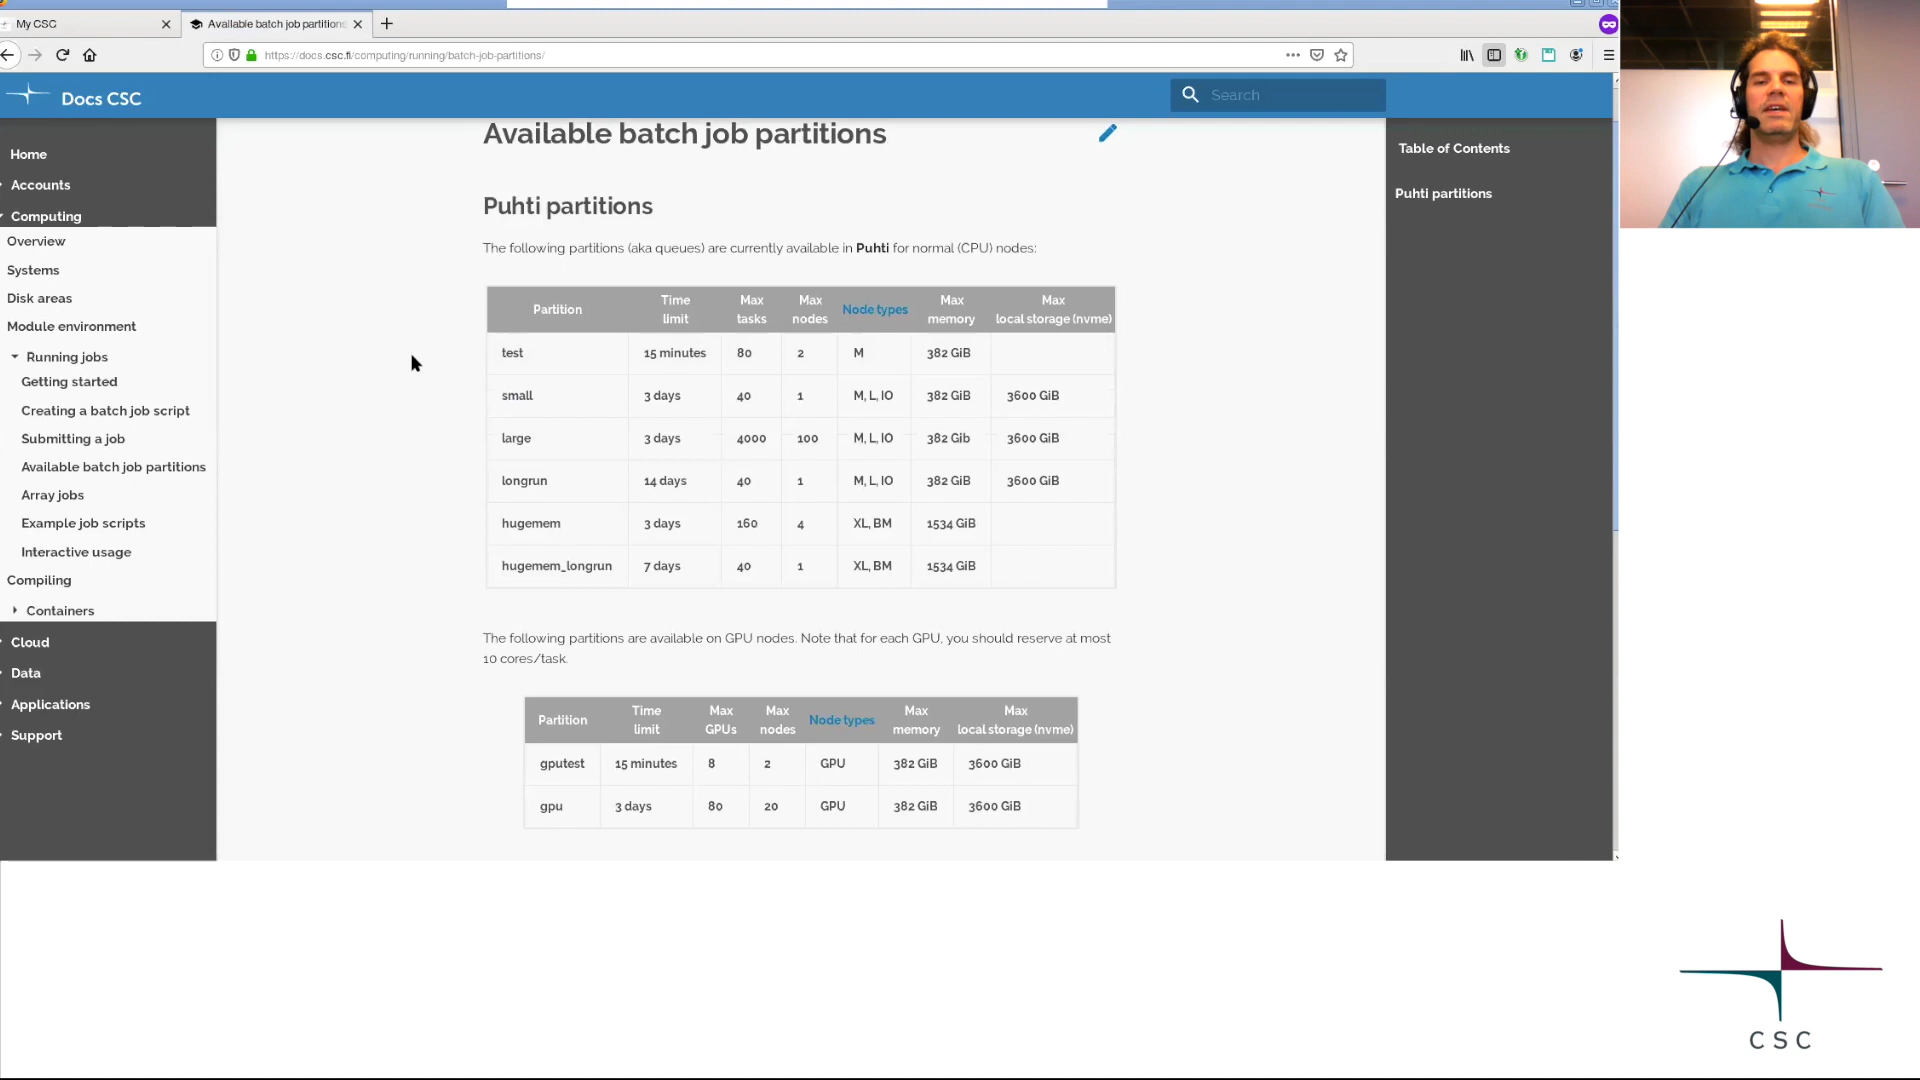 My CSC
Available batch job partition
https://docs.csc.fi/computing/running/batch-job-partitions/
Docs CSC
Search
Home
Accounts
Computing
Overview
Systems
Disk areas
Module environment
Running jobs
Getting started
Creating a batch job script
Submitting a job
Available batch job partitions
Array jobs
Example job scripts
Interactive usage
Compiling
Containers
Cloud
Data
Applications
Support
Available batch job partitions
Puhti partitions
The following partitions (aka queues) are currently available in Puhti for normal (CPU) nodes:
Partition Time limit Max tasks Max nodes Node types Max memory Max local storage (nvme)
test 15 minutes 80 2 M 382 GiB
small 3 days 40 1 M, L, IO 382 GiB 3600 GiB
large 3 days 4000 100 M, L, IO 382 Gib 3600 GiB
longrun 14 days 40 1 M, L, IO 382 GiB 3600 GiB
hugemem 3 days 160 4 XL, BM 1534 GiB
hugemem_longrun 7 days 40 1 XL, BM 1534 GiB
The following partitions are available on GPU nodes. Note that for each GPU, you should reserve at most
10 cores/task.
Partition Time limit Max GPUs Max nodes Node types Max memory Max local storage (nvme)
gputest 15 minutes 8 2 GPU 382 GiB 3600 GiB
gpu 3 days 80 20 GPU 382 GiB 3600 GiB
Table of Contents
Puhti partitions
CSC